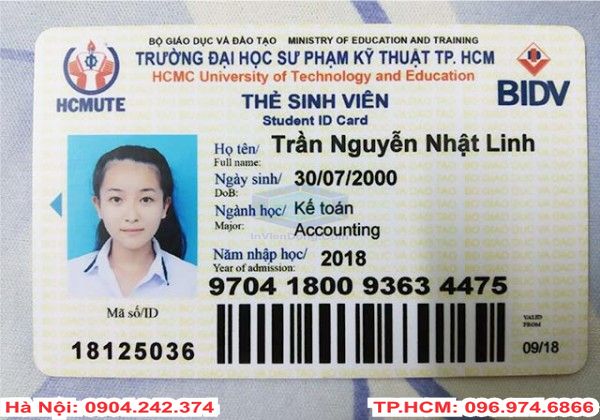 BỘ GIÁO DỤC VÀ ĐÀO TẠO MINISTRY OF EDUCATION AND TRAINING
TRƯỜNG ĐẠI HỌC SƯ PHẠM KỸ THUẬT TP. HCM
HCMC University of Technology and Education
HCMUTE
THẺ SINH VIÊN
Student ID Card
BIDV
Họ tên/ Trần Nguyễn Nhật Linh
Full name:
Ngày sinh/ 30/07/2000
DoB:
Ngành học/ Kế toán
Major: Accounting
InVienDong.Com
Năm nhập học/ 2018
Year of admission:
9704 1800 9363 4475
Mã số/ID
18125036
VALID
FROM
09/18
Hà Nội: 0904.242.374
TP.HCM: 096.974.6866